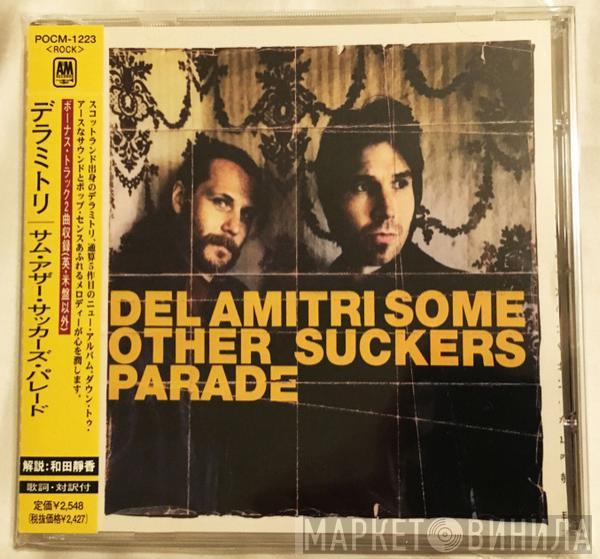 POCM-1223
<ROCK>
A&M
RECORDS
デラ・ミトリ
サム・アザー・サッカーズ・パレード
ボーナス・トラック2曲収録(英・米盤以外)
スコットランド出身のデラミトリ、通算5作目のニュー・アルバム。ダウン・トゥ・
アースなサウンドとポップ・センスあふれるメロディーが心を潤します。
解説:和田靜香
歌詞・対訳付
定価¥2,548
(税抜価格¥2,427)
DEL AMITRI SOME
OTHER SUCKERS
PARADE
МАРКЕТ ВИНИЛА